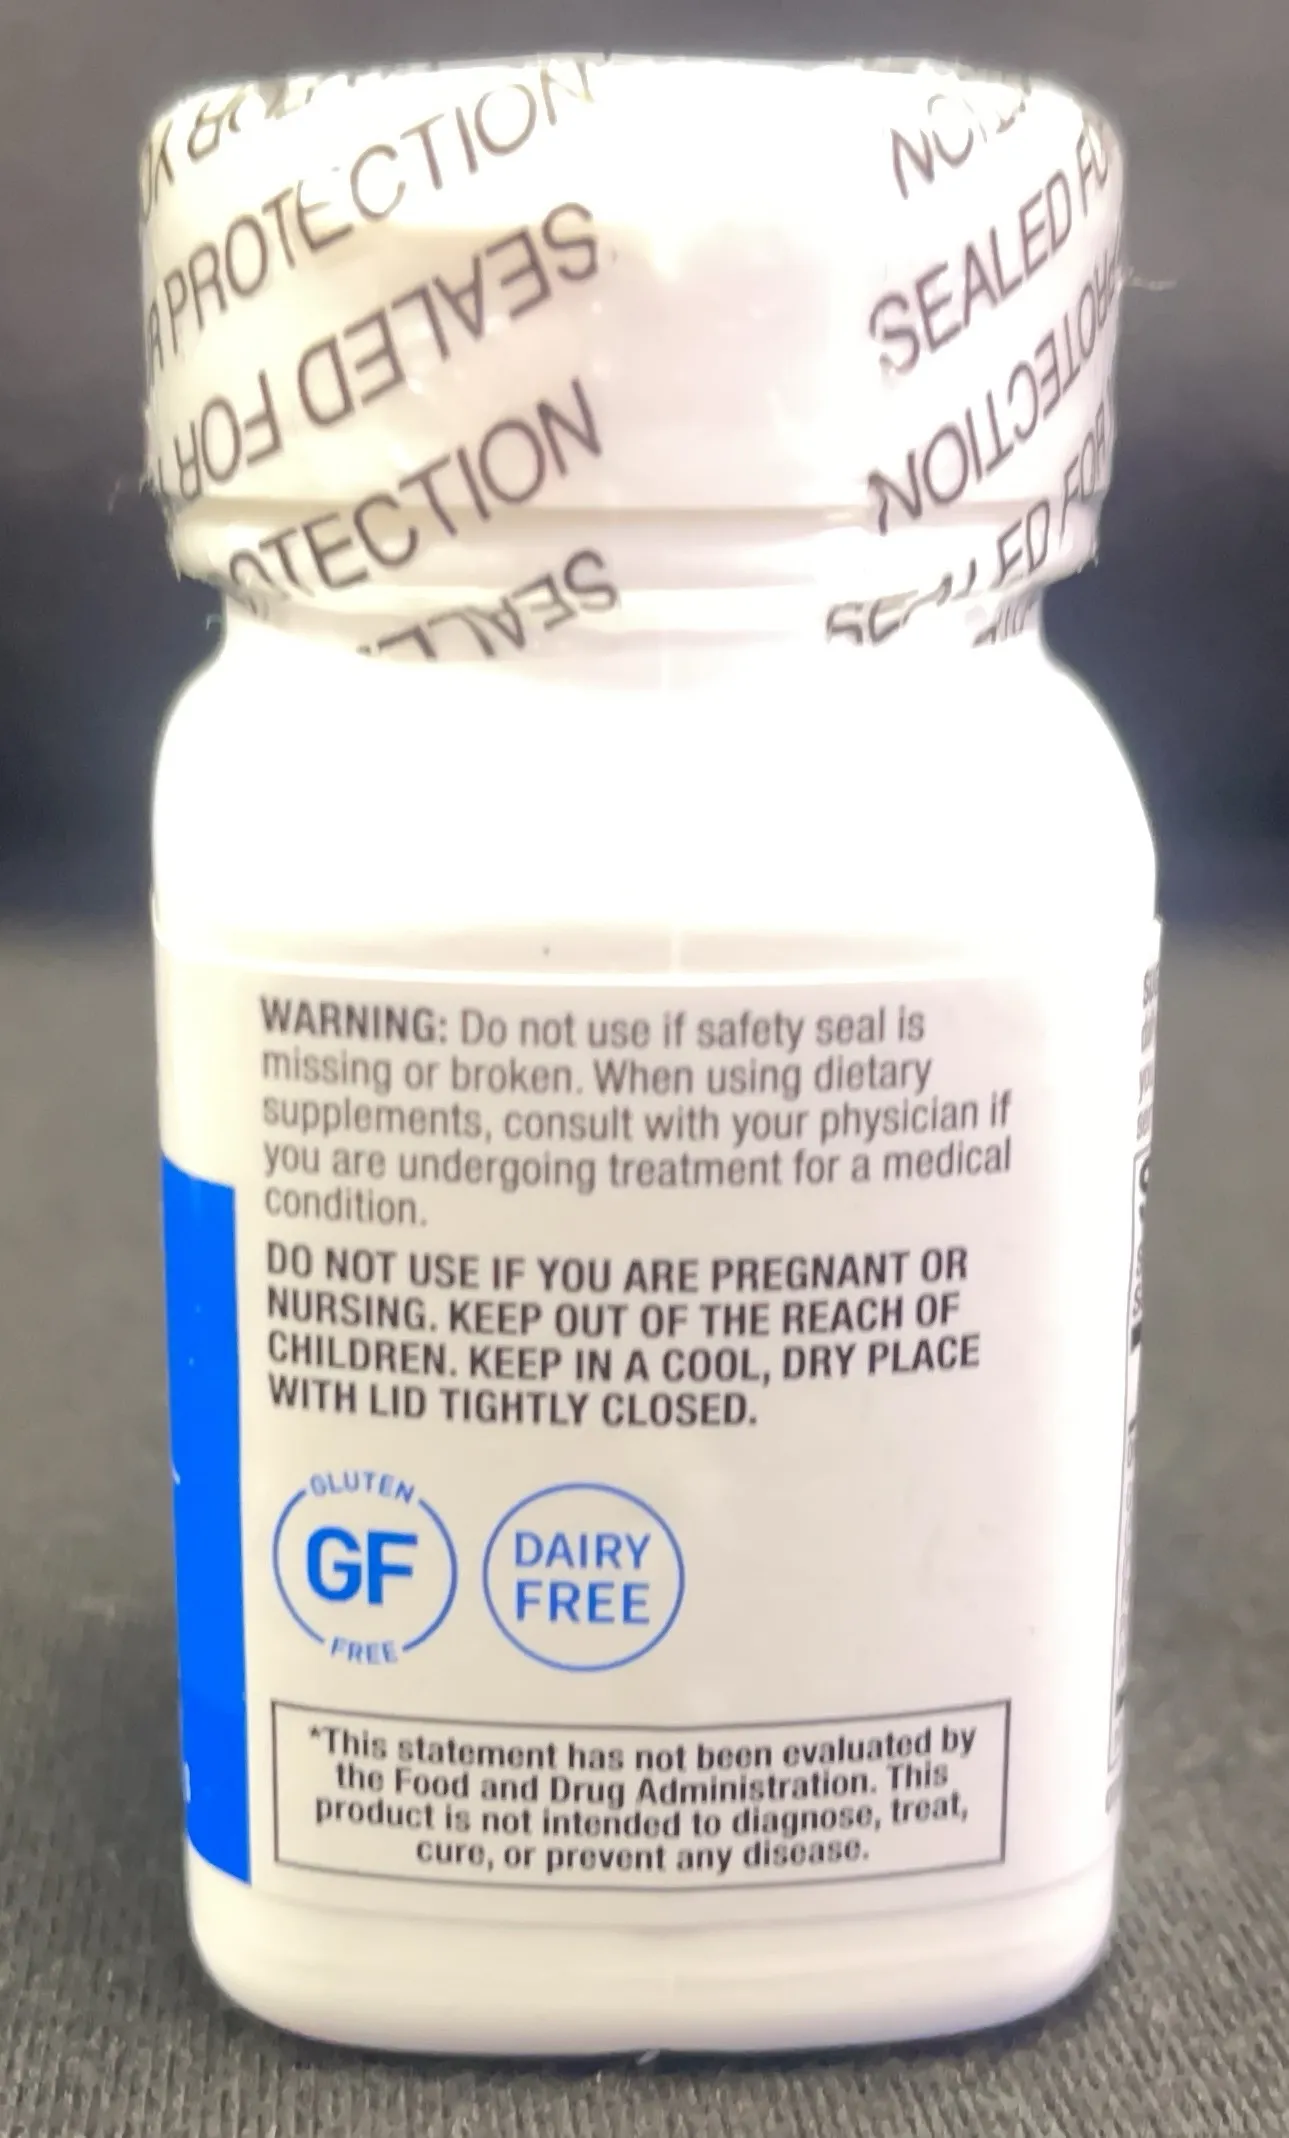 PROTECTION
SEALED FOR
SEALED
FOR SEALED
PROTECTION
OTECTION
SEALED FOR
WARNING: Do not use if safety seal is
missing or broken. When using dietary
supplements, consult with your physician if
you are undergoing treatment for a medical
condition.
DO NOT USE IF YOU ARE PREGNANT OR
NURSING. KEEP OUT OF THE REACH OF
CHILDREN. KEEP IN A COOL, DRY PLACE
WITH LID TIGHTLY CLOSED.
GLUTEN
GF
FREE
DAIRY
FREE
*This statement has not been evaluated by
the Food and Drug Administration. This
product is not intended to diagnose, treat,
cure, or prevent any disease.